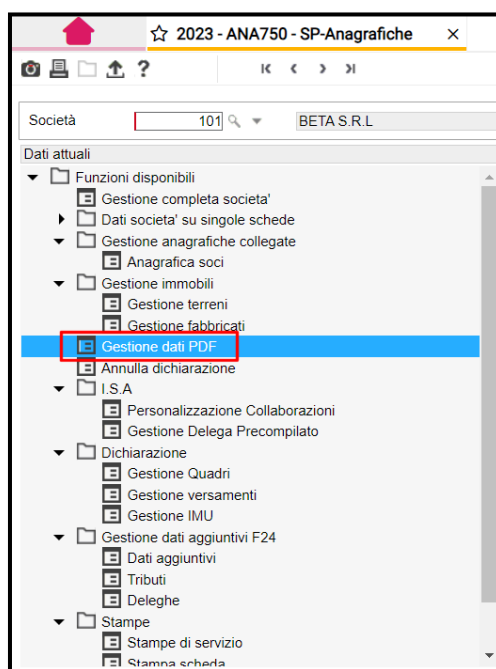 2023 - ANA750 - SP-Anagrafiche
?
Società 101 BETA S.R.L
Dati attuali
Funzioni disponibili
Gestione completa societa'
Dati societa' su singole schede
Gestione anagrafiche collegate
Anagrafica soci
Gestione immobili
Gestione terreni
Gestione fabbricati
Gestione dati PDF
Annulla dichiarazione
I.S.A
Personalizzazione Collaborazioni
Gestione Delega Precompilato
Dichiarazione
Gestione Quadri
Gestione versamenti
Gestione IMU
Gestione dati aggiuntivi F24
Dati aggiuntivi
Tributi
Deleghe
Stampe
Stampe di servizio
Stampa scheda